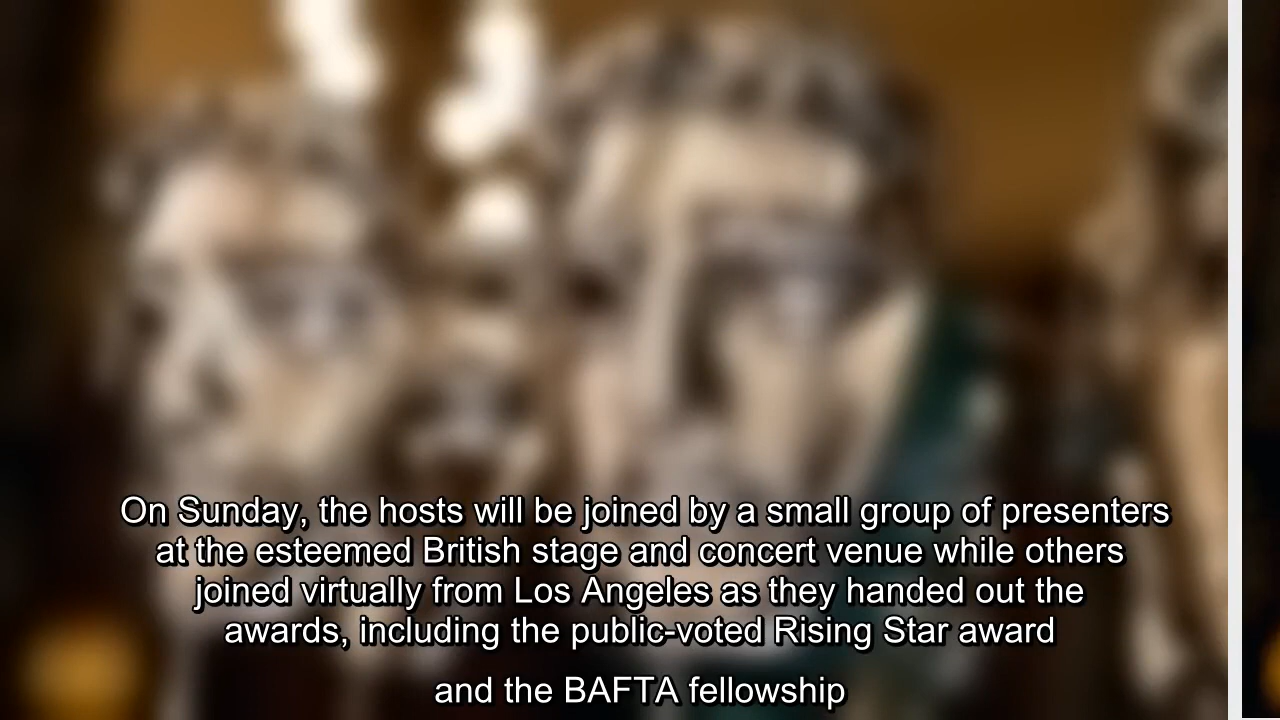 On Sunday, the hosts will be joined by a small group of presenters
at the esteemed British stage and concert venue while others
joined virtually from Los Angeles as they handed out the
awards, including the public-voted Rising Star award
and the BAFTA fellowship